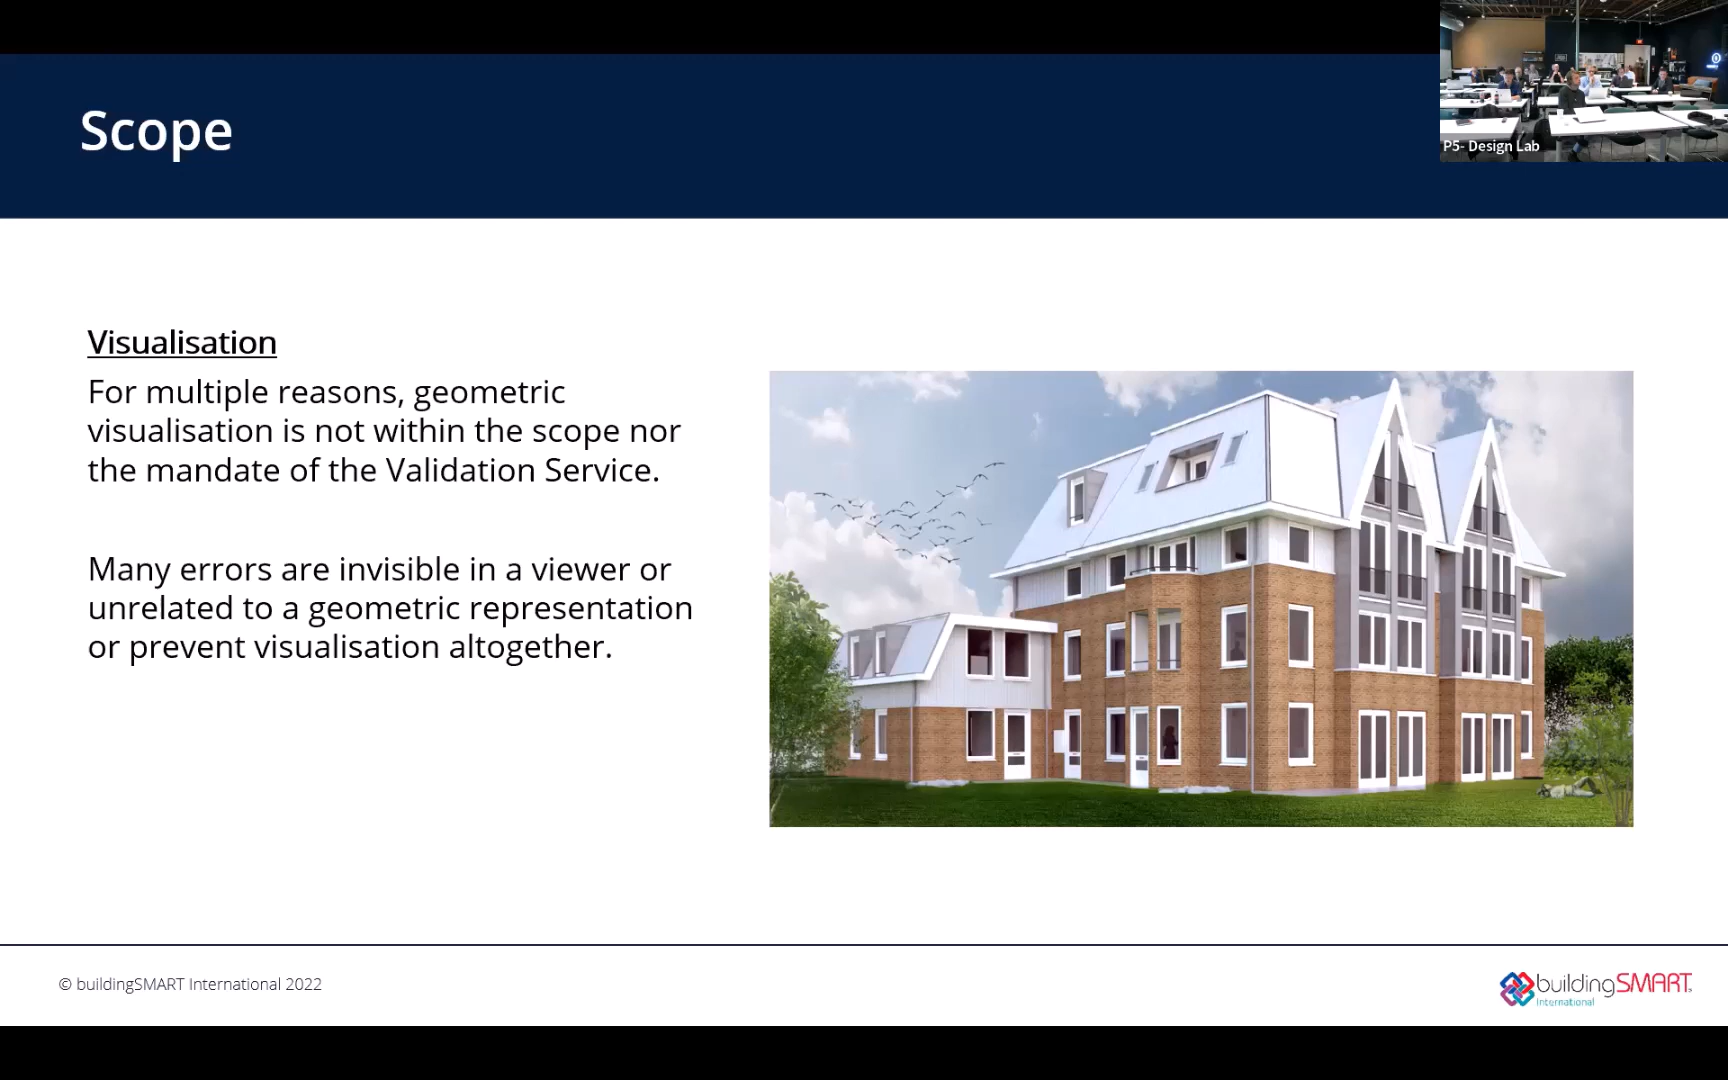 Scope
P5- Design Lab
Visualisation
For multiple reasons, geometric
visualisation is not within the scope nor
the mandate of the Validation Service.
Many errors are invisible in a viewer or
unrelated to a geometric representation
or prevent visualisation altogether.
© buildingSMART International 2022
buildingSMART
International